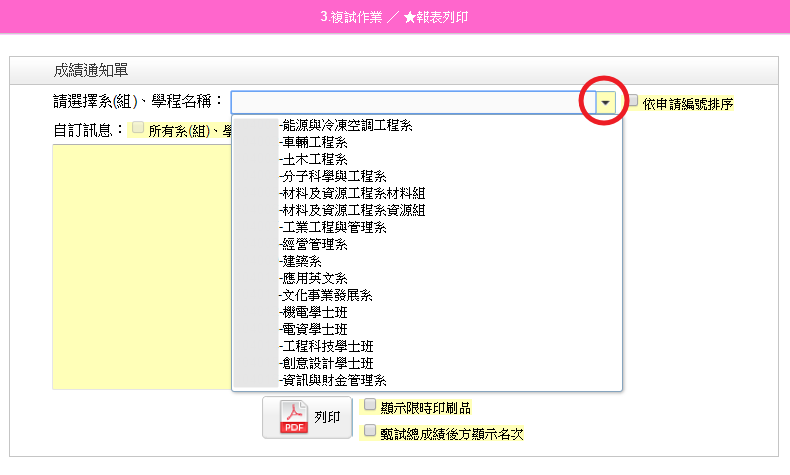 3.複試作業 ／ ★報表列印
成績通知單
請選擇系(組)、學程名稱：
依申請編號排序
自訂訊息：
所有系(組)、
-能源與冷凍空調工程系
-車輛工程系
-土木工程系
-分子科學與工程系
-材料及資源工程系材料組
-材料及資源工程系資源組
-工業工程與管理系
-經營管理系
-建築系
-應用英文系
-文化事業發展系
-機電學士班
-電資學士班
-工程科技學士班
-創意設計學士班
-資訊與財金管理系
PDF 列印
顯示限時印刷品
甄試總成績後方顯示名次